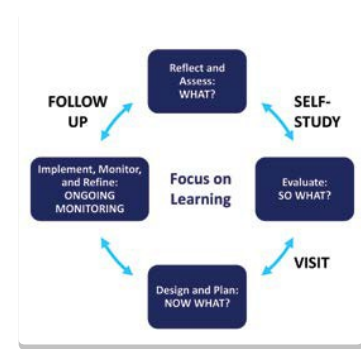 Reflect and
Assess:
WHAT?
FOLLOW
UP
SELF-
STUDY
Implement, Monitor,
and Refine:
ONGOING
MONITORING
Focus on
Learning
Evaluate:
SO WHAT?
VISIT
Design and Plan:
NOW WHAT?